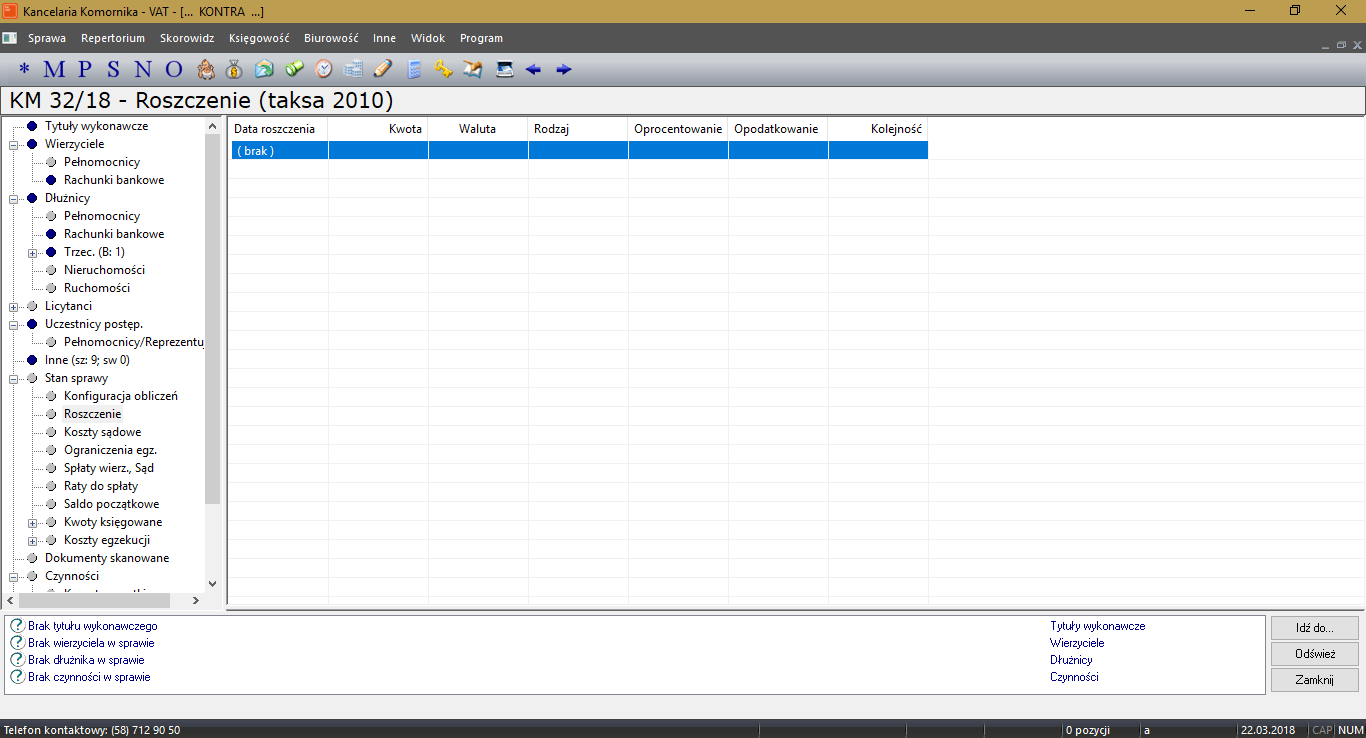 Kancelaria Komornika - VAT - [... KONTRA ...]
Sprawa Repertorium Skorowidz Księgowość Biurowość Inne Widok Program
* M P S N O
KM 32/18 - Roszczenie (taksa 2010)
Tytuły wykonawcze
Wierzyciele
Pełnomocnicy
Rachunki bankowe
Dłużnicy
Pełnomocnicy
Rachunki bankowe
Trzec. (B: 1)
Nieruchomości
Ruchomości
Licytanci
Uczestnicy postęp.
Pełnomocnicy/Reprezentuj
Inne (sz: 9; sw 0)
Stan sprawy
Konfiguracja obliczeń
Roszczenie
Koszty sądowe
Ograniczenia egz.
Spłaty wierz., Sąd
Raty do spłaty
Saldo początkowe
Kwoty księgowane
Koszty egzekucji
Dokumenty skanowane
Czynności
Data roszczenia Kwota Waluta Rodzaj Oprocentowanie Opodatkowanie Kolejność
( brak )
Brak tytułu wykonawczego Tytuły wykonawcze
Brak wierzyciela w sprawie Wierzyciele
Brak dłużnika w sprawie Dłużnicy
Brak czynności w sprawie Czynności
Idź do...
Odśwież
Zamknij
Telefon kontaktowy: (58) 712 90 50 0 pozycji a 22.03.2018 CAP NUM